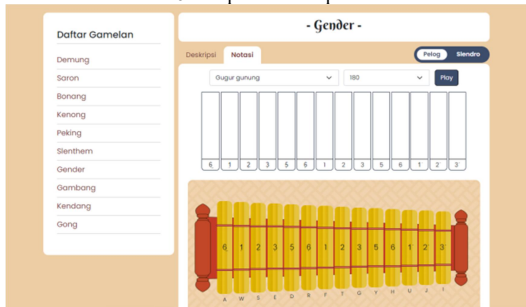 Daftar Gamelan
Demung
Saron
Bonang
Kenong
Peking
Slenthem
Gender
Gambang
Kendang
Gong
- Gender -
Deskripsi Notasi Pelog Slendro
Gugur gunung 180 Play
6 1 2 3 5 6 1 2 3 5 6 1 2 3
6 1 2 3 5 6 1 2 3 5 6 1 2 3
A W S E D R F T G Y H U J I